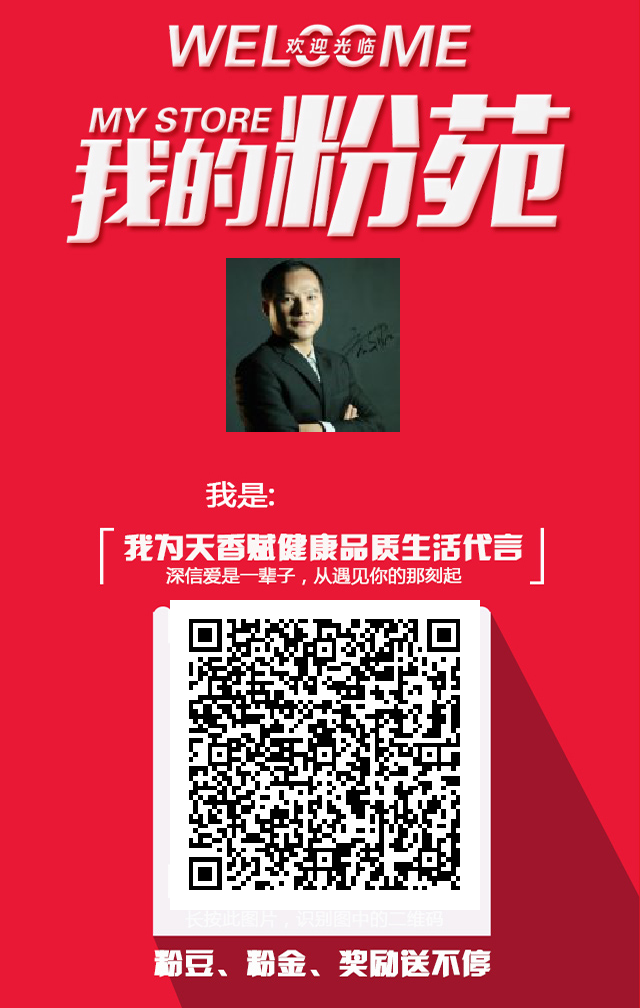 WELCOME
欢迎光临
MY STORE
我的粉苑
我是:
我为天香赋健康品质生活代言
深信爱是一辈子，从遇见你的那刻起
长按此图片，识别图中的二维码
粉豆、粉金、奖励送不停